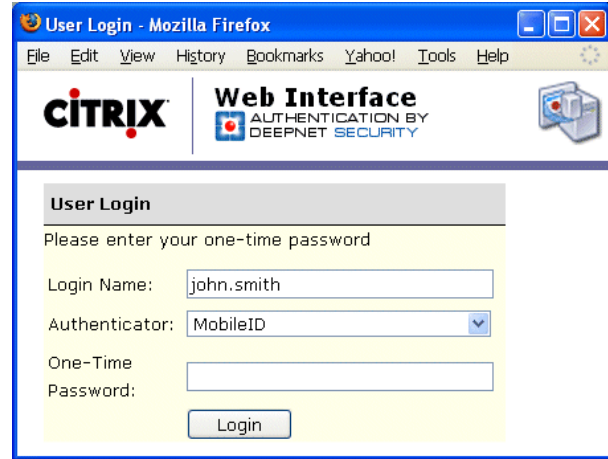 User Login - Mozilla Firefox
File Edit View History Bookmarks Yahoo! Tools Help
CITRIX
Web Interface
AUTHENTICATION BY
DEEPNET SECURITY
User Login
Please enter your one-time password
Login Name: john.smith
Authenticator: MobileID
One-Time
Password:
Login